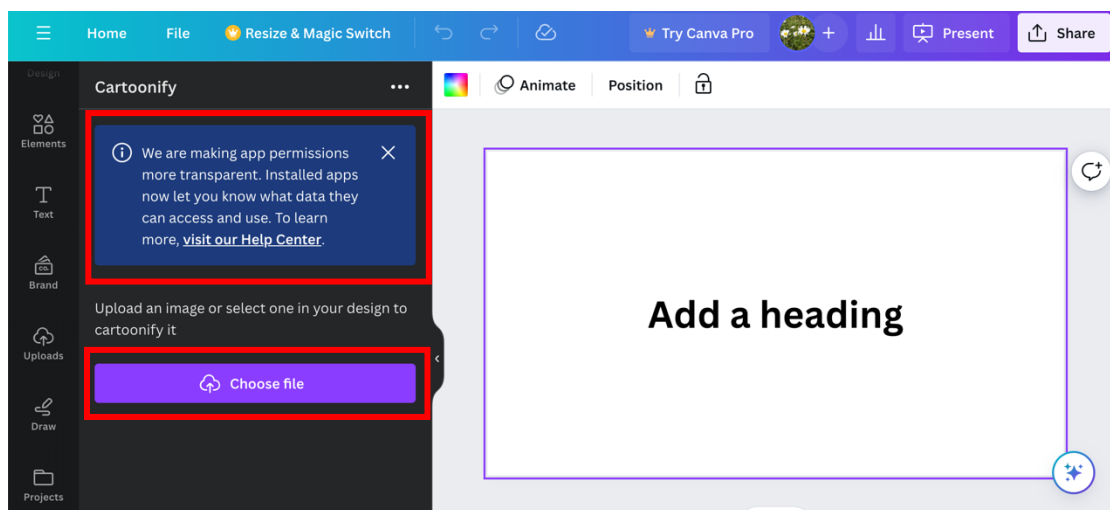 Home File Resize & Magic Switch Try Canva Pro + Present Share
Design
Elements
Text
CO.
Brand
Uploads
Draw
Projects
Cartoonify
We are making app permissions
more transparent. Installed apps
now let you know what data they
can access and use. To learn
more, visit our Help Center.
Upload an image or select one in your design to
cartoonify it
Choose file
Animate Position
Add a heading